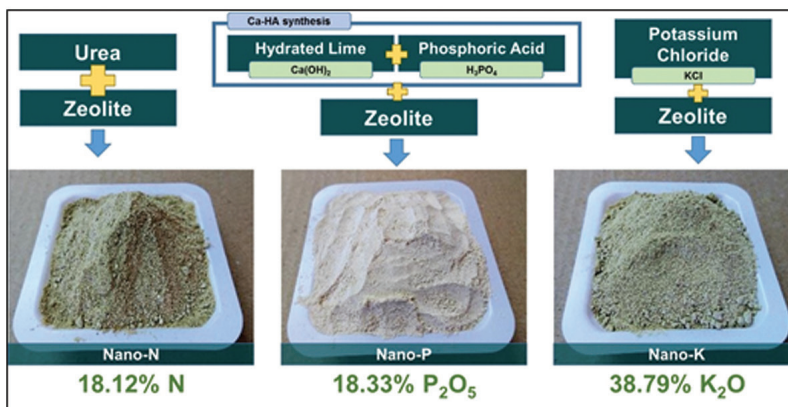 Urea
Zeolite
Nano-N
18.12% N
Ca-HA synthesis
Hydrated Lime
Ca(OH)₂
Phosphoric Acid
H₃PO₄
Zeolite
Nano-P
18.33% P₂O₅
Potassium
Chloride
KCl
Zeolite
Nano-K
38.79% K₂O